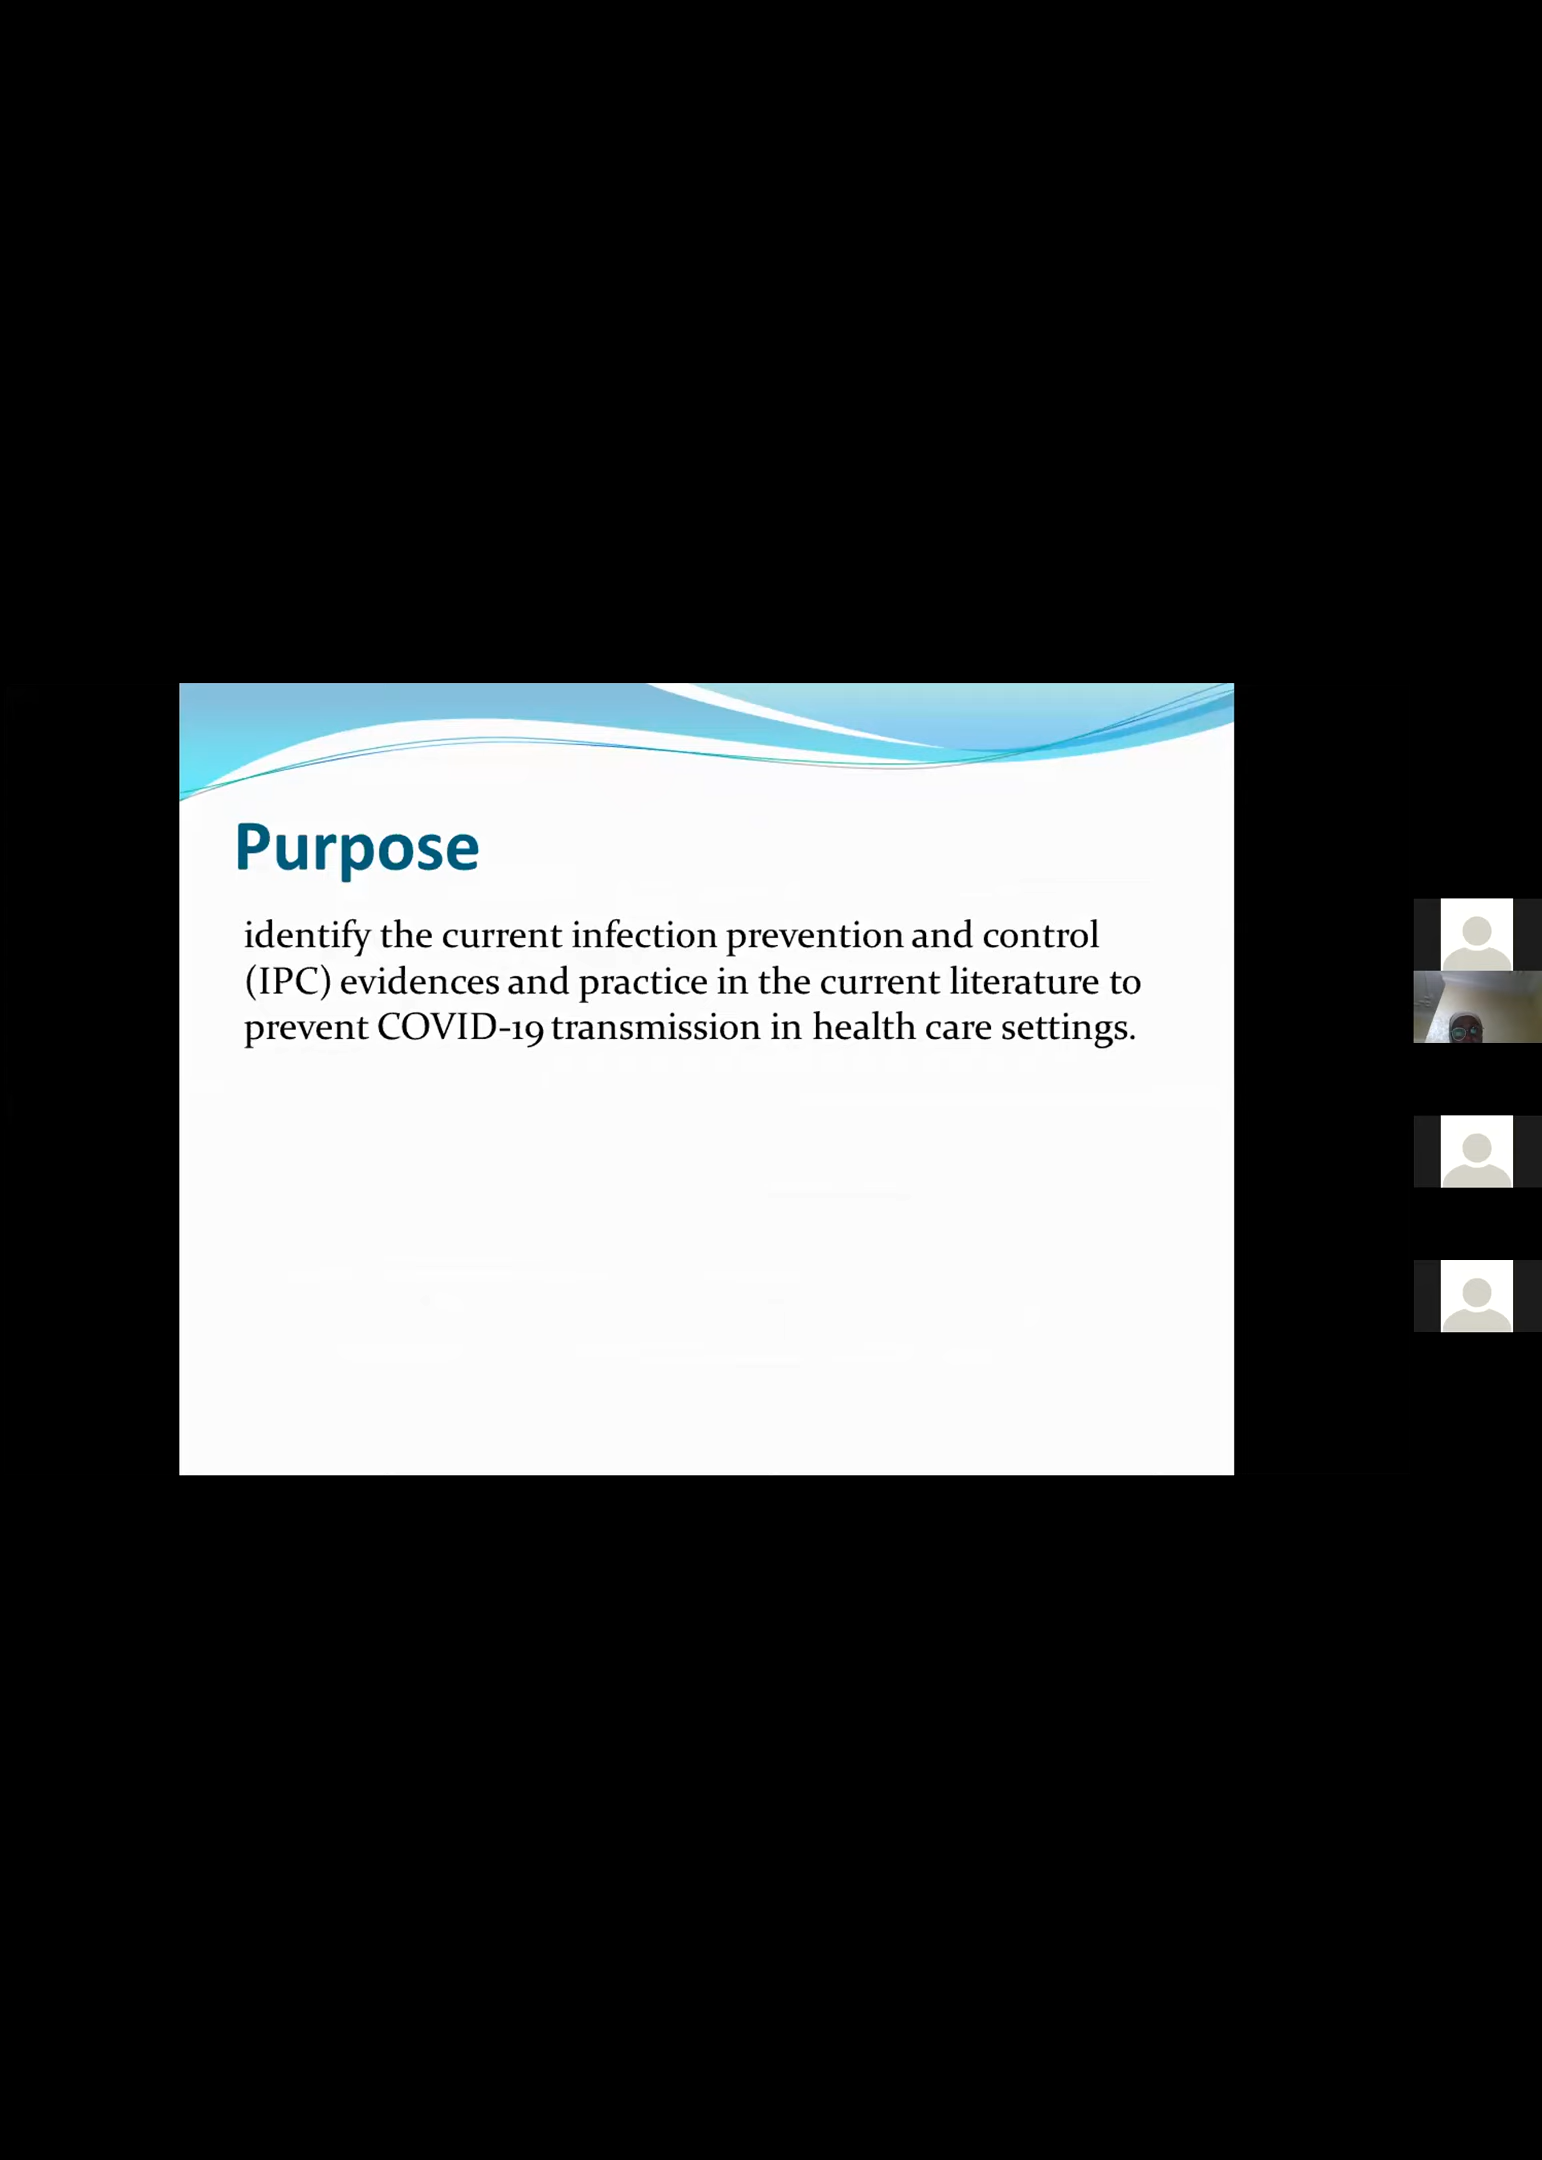 Purpose
identify the current infection prevention and control
(IPC) evidences and practice in the current literature to
prevent COVID-19 transmission in health care settings.